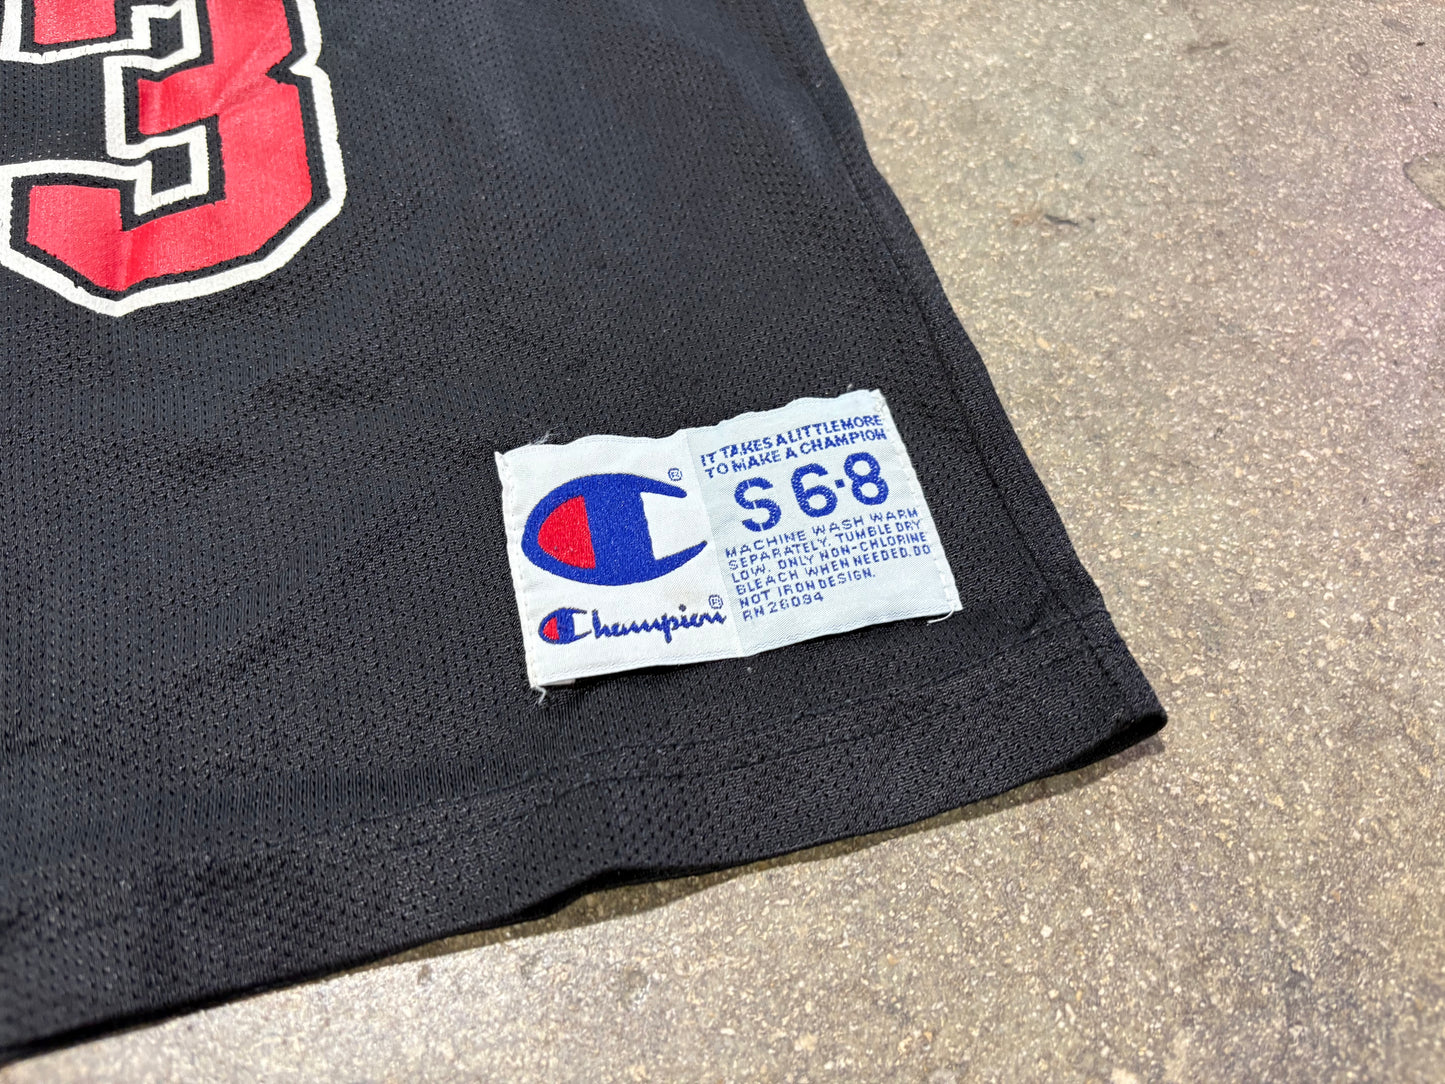 3
IT TAKES A LITTLE MORE
TO MAKE A CHAMPION
S 6-8
MACHINE WASH WARM
SEPARATELY. TUMBLE DRY
LOW. ONLY NON-CHLORINE
BLEACH WHEN NEEDED. DO
NOT IRON DESIGN.
RN 26094
®
Champion®